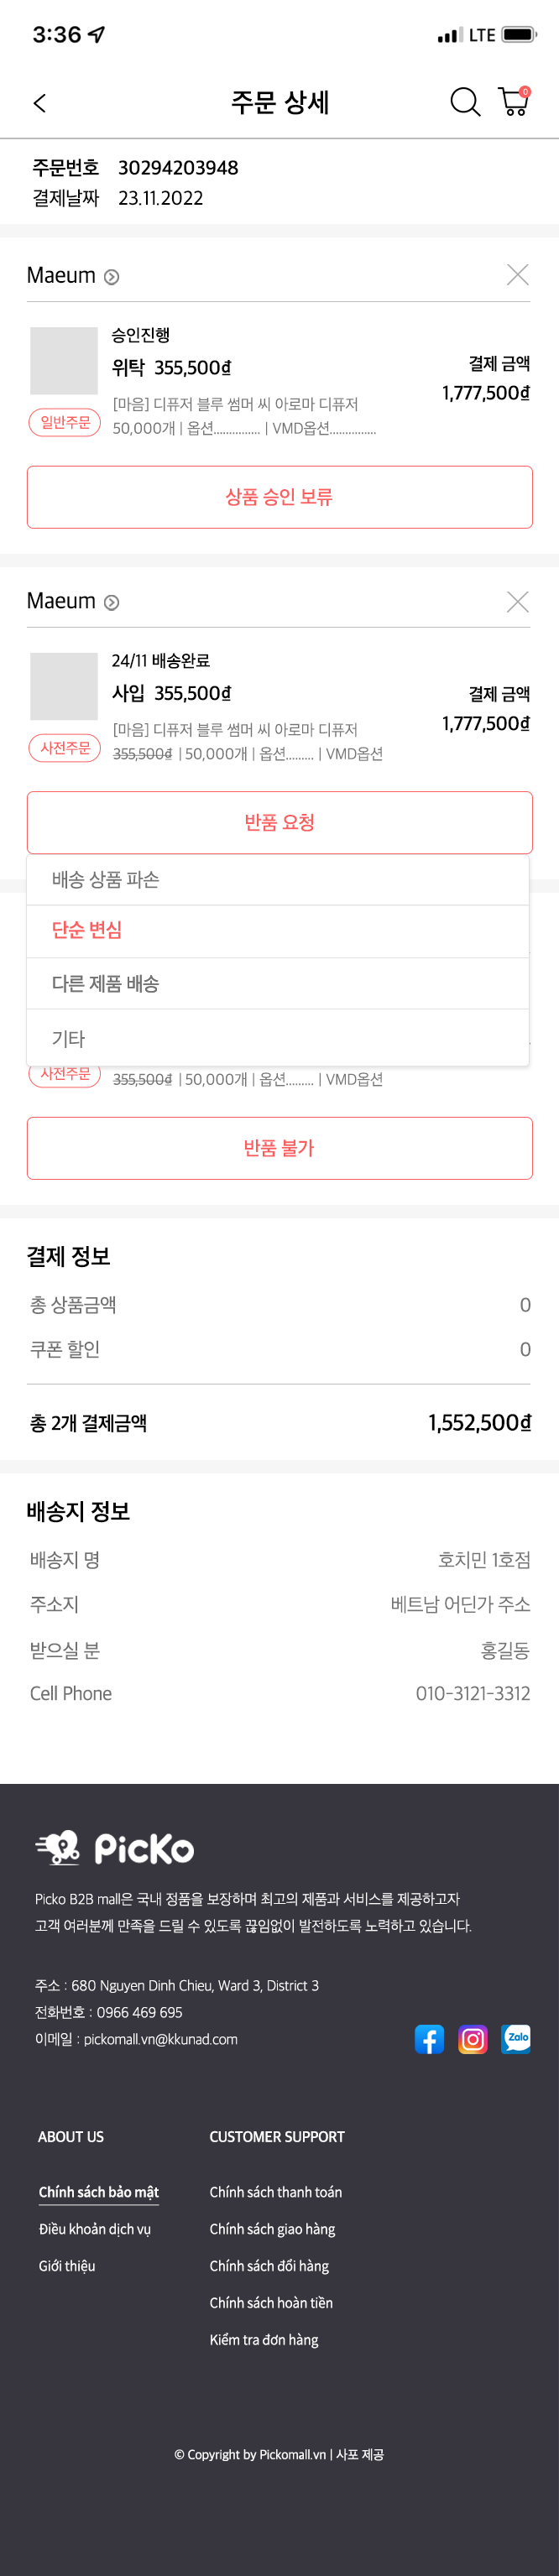 3:36 LTE
주문 상세
0
주문번호 30294203948
결제날짜 23.11.2022
Maeum
승인진행
위탁 355,500₫
결제 금액
1,777,500₫
일반주문
[마음] 디퓨저 블루 썸머 씨 아로마 디퓨저
50,000개 | 옵션............... | VMD옵션...............
상품 승인 보류
Maeum
24/11 배송완료
사입 355,500₫
결제 금액
1,777,500₫
사전주문
[마음] 디퓨저 블루 썸머 씨 아로마 디퓨저
355,500₫ | 50,000개 | 옵션......... | VMD옵션
반품 요청
배송 상품 파손
단순 변심
다른 제품 배송
기타
사전주문
355,500₫ | 50,000개 | 옵션......... | VMD옵션
반품 불가
결제 정보
총 상품금액 0
쿠폰 할인 0
총 2개 결제금액 1,552,500₫
배송지 정보
배송지 명 호치민 1호점
주소지 베트남 어딘가 주소
받으실 분 홍길동
Cell Phone 010-3121-3312
PicKo
Picko B2B mall은 국내 정품을 보장하며 최고의 제품과 서비스를 제공하고자
고객 여러분께 만족을 드릴 수 있도록 끊임없이 발전하도록 노력하고 있습니다.
주소 : 680 Nguyen Dinh Chieu, Ward 3, District 3
전화번호 : 0966 469 695
이메일 : pickomall.vn@kkunad.com
Zalo
ABOUT US
CUSTOMER SUPPORT
Chính sách bảo mật
Chính sách thanh toán
Điều khoản dịch vụ
Chính sách giao hàng
Giới thiệu
Chính sách đổi hàng
Chính sách hoàn tiền
Kiểm tra đơn hàng
© Copyright by Pickomall.vn | 사포 제공